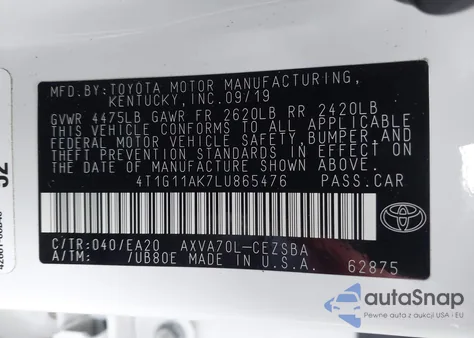 MFD.BY:TOYOTA MOTOR MANUFACTURING,
KENTUCKY,INC.09/19
GVWR 4475LB GAWR FR 2620LB RR 2420LB
THIS VEHICLE CONFORMS TO ALL APPLICABLE
FEDERAL MOTOR VEHICLE SAFETY, BUMPER, AND
THEFT PREVENTION STANDARDS IN EFFECT ON
THE DATE OF MANUFACTURE SHOWN ABOVE.
4T1G11AK7LU865476 PASS.CAR
C/TR:040/EA20 AXVA70L-CEZSBA
A/TM: /UB80E MADE IN U.S.A.
62875
autoSnap
Pewne auto z aukcji USA i EU